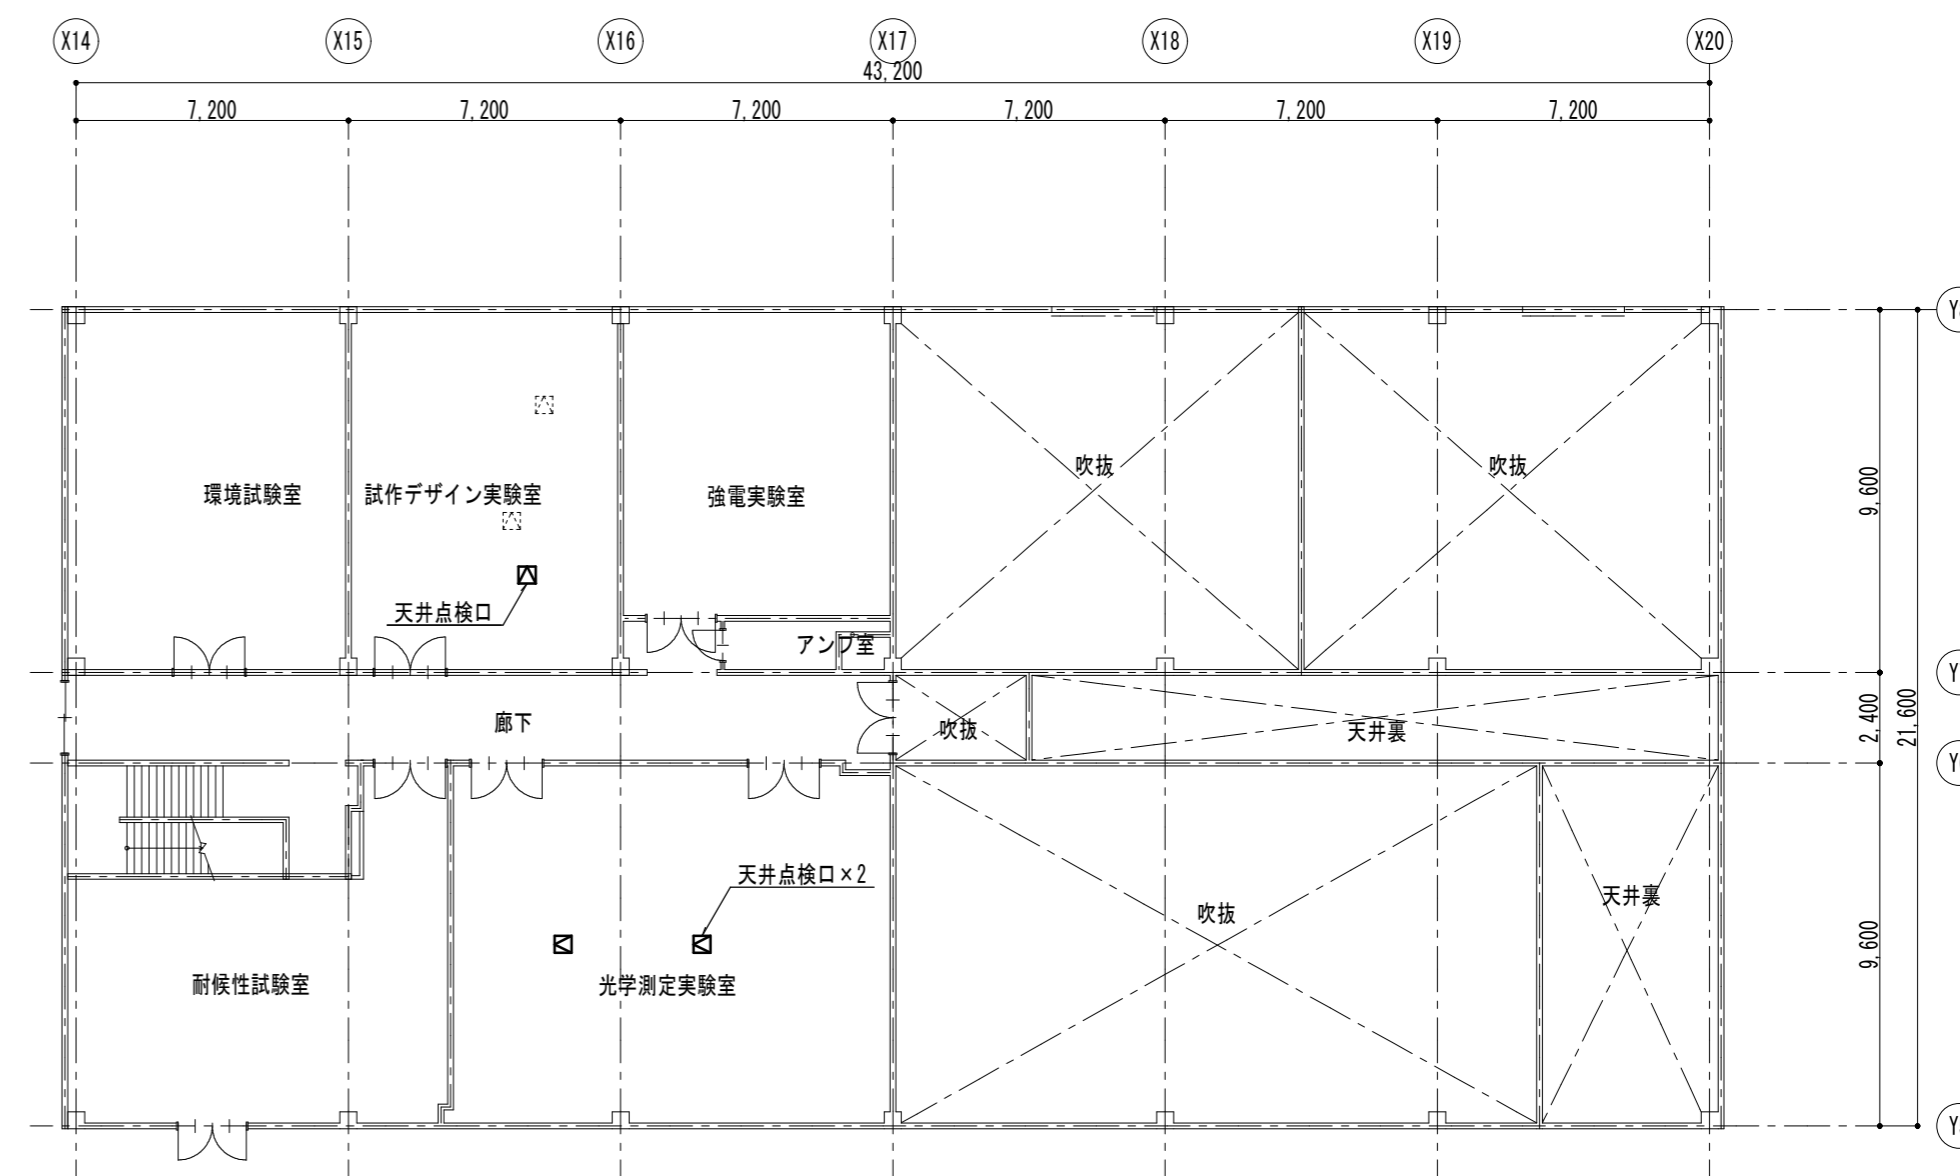 X14
X15
X16
X17
X18
X19
X20
43,200
7,200
7,200
7,200
7,200
7,200
7,200
吹抜
吹抜
9,600
環境試験室
試作デザイン実験室
強電実験室
天井点検口
アンプ室
廊下
吹抜
天井裏
2,400
21,600
天井点検口×2
天井裏
吹抜
9,600
耐候性試験室
光学測定実験室